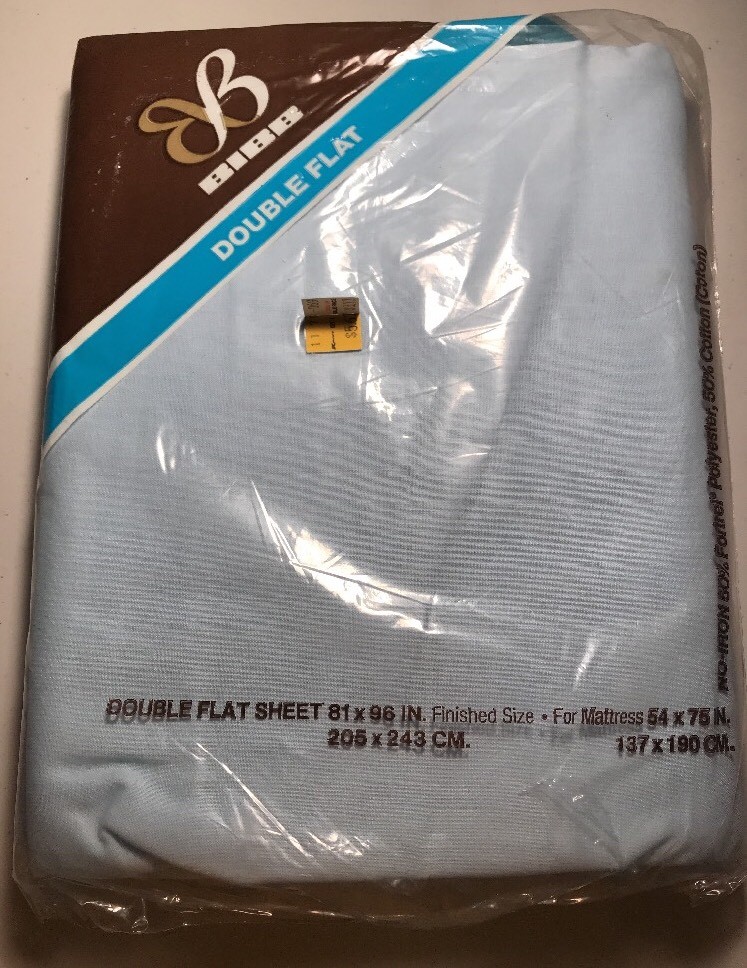 BIBB
DOUBLE FLAT
DOUBLE FLAT SHEET 81 x 96 IN. Finished Size • For Mattress 54 x 75 IN.
205 x 243 CM. 137 x 190 CM.
NO-IRON 50% Fortrel® Polyester, 50% Cotton (Coton)